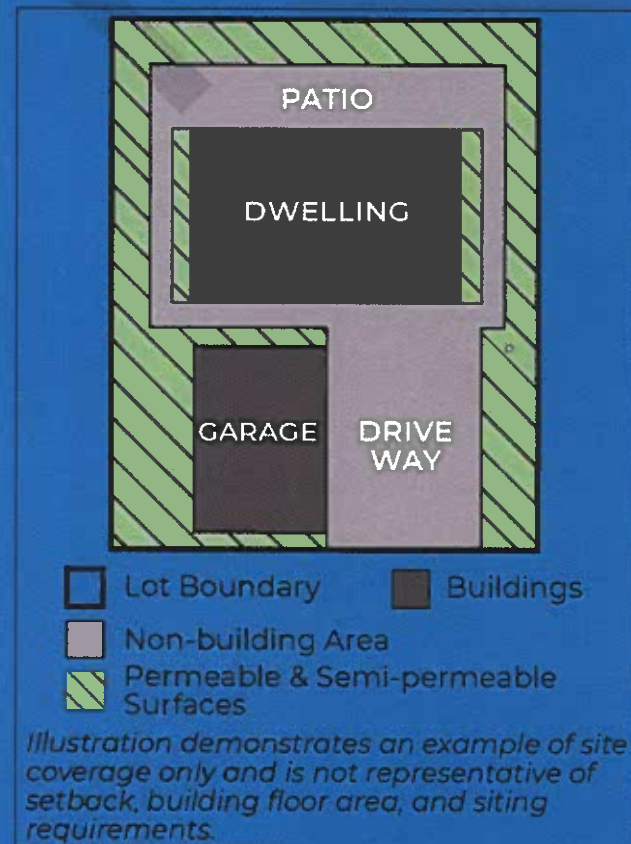 PATIO
DWELLING
GARAGE
DRIVE
WAY
Lot Boundary
Buildings
Non-building Area
Permeable & Semi-permeable
Surfaces
Illustration demonstrates an example of site
coverage only and is not representative of
setback, building floor area, and siting
requirements.